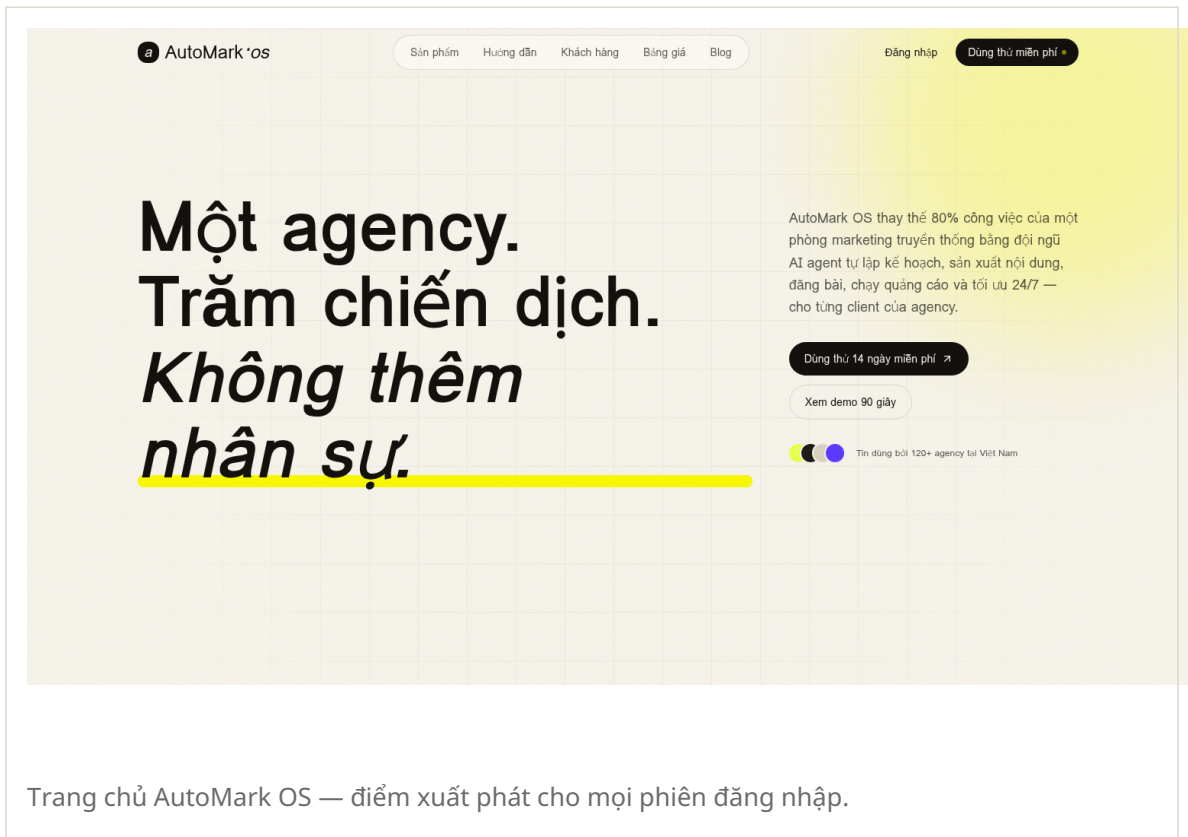 a AutoMark·os
Sản phẩm Hướng dẫn Khách hàng Bảng giá Blog
Đăng nhập Dùng thử miễn phí
Một agency.
Trăm chiến dịch.
Không thêm
nhân sự.
AutoMark OS thay thế 80% công việc của một
phòng marketing truyền thống bằng đội ngũ
AI agent tự lập kế hoạch, sản xuất nội dung,
đăng bài, chạy quảng cáo và tối ưu 24/7 —
cho từng client của agency.
Dùng thử 14 ngày miễn phí ↗
Xem demo 90 giây
Tin dùng bởi 120+ agency tại Việt Nam
Trang chủ AutoMark OS — điểm xuất phát cho mọi phiên đăng nhập.